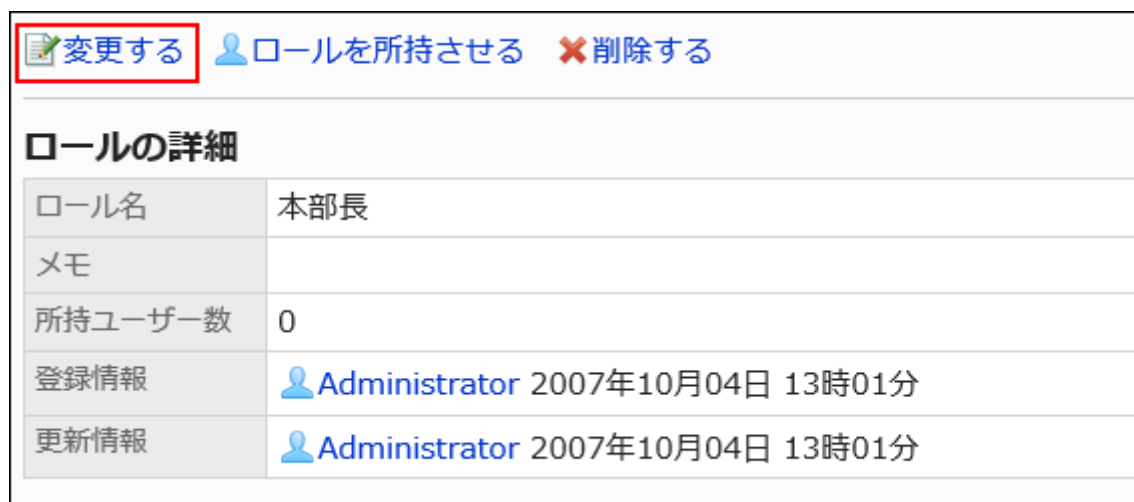 変更する ロールを所持させる 削除する
ロールの詳細
ロール名 本部長
メモ
所持ユーザー数 0
登録情報 Administrator 2007年10月04日 13時01分
更新情報 Administrator 2007年10月04日 13時01分